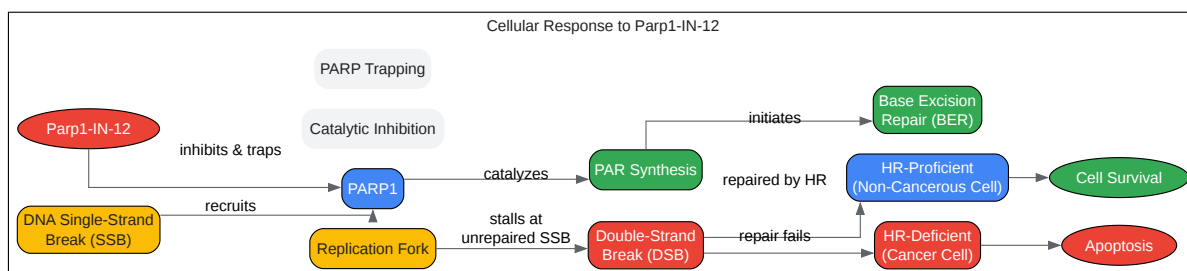 Cellular Response to Parp1-IN-12
PARP Trapping
Catalytic Inhibition
Parp1-IN-12
inhibits & traps
PARP1
DNA Single-Strand
Break (SSB)
recruits
Replication Fork
catalyzes
PAR Synthesis
initiates
Base Excision
Repair (BER)
stalls at
unrepaired SSB
Double-Strand
Break (DSB)
repaired by HR
HR-Proficient
(Non-Cancerous Cell)
Cell Survival
repair fails
HR-Deficient
(Cancer Cell)
Apoptosis